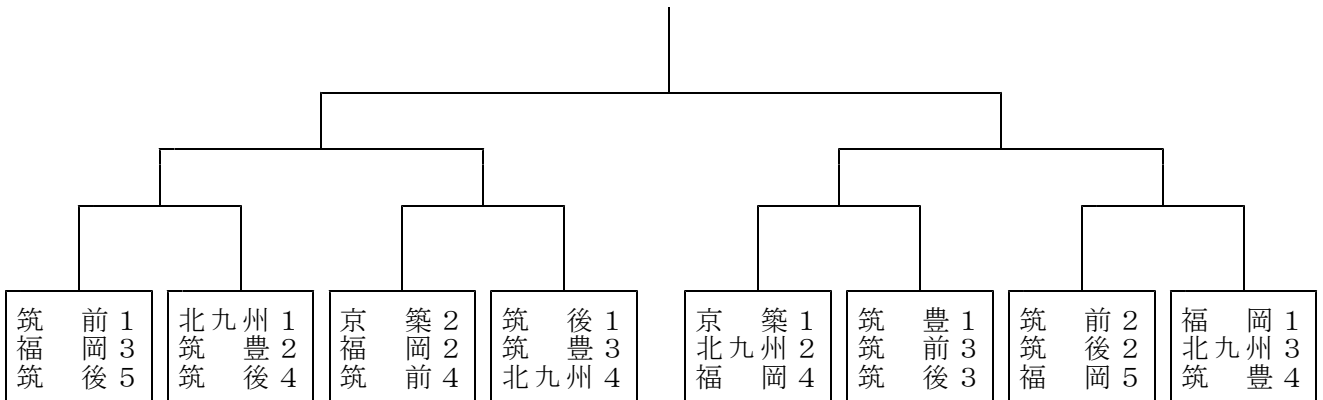 筑前1
福岡3
筑後5
北九州1
筑豊2
筑後4
京築2
福岡2
筑前4
筑後1
筑豊3
北九州4
京築1
北九州2
福岡4
筑豊1
筑前3
筑後3
筑前2
筑後2
福岡5
福岡1
北九州3
筑豊4